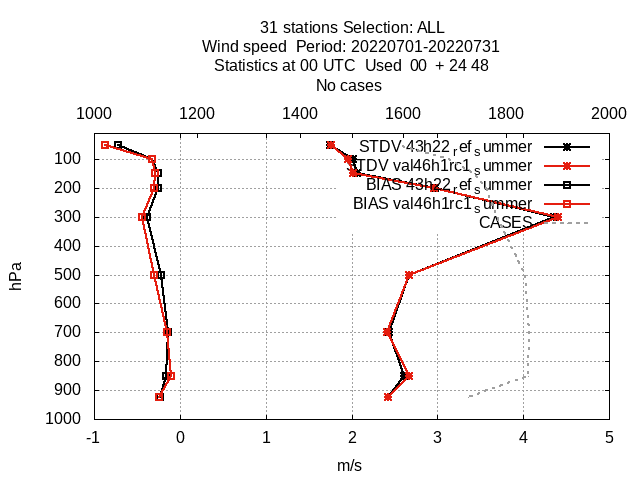 31 stations Selection: ALL
Wind speed  Period: 20220701-20220731
Statistics at 00 UTC  Used  00  + 24 48
No cases
1000 1200 1400 1600 1800 2000
STDV 43h22_ref_summer
STDV val46h1rc1_summer
BIAS 43h22_ref_summer
BIAS val46h1rc1_summer
CASES
100
200
300
400
500
600
700
800
900
1000
hPa
-1 0 1 2 3 4 5
m/s